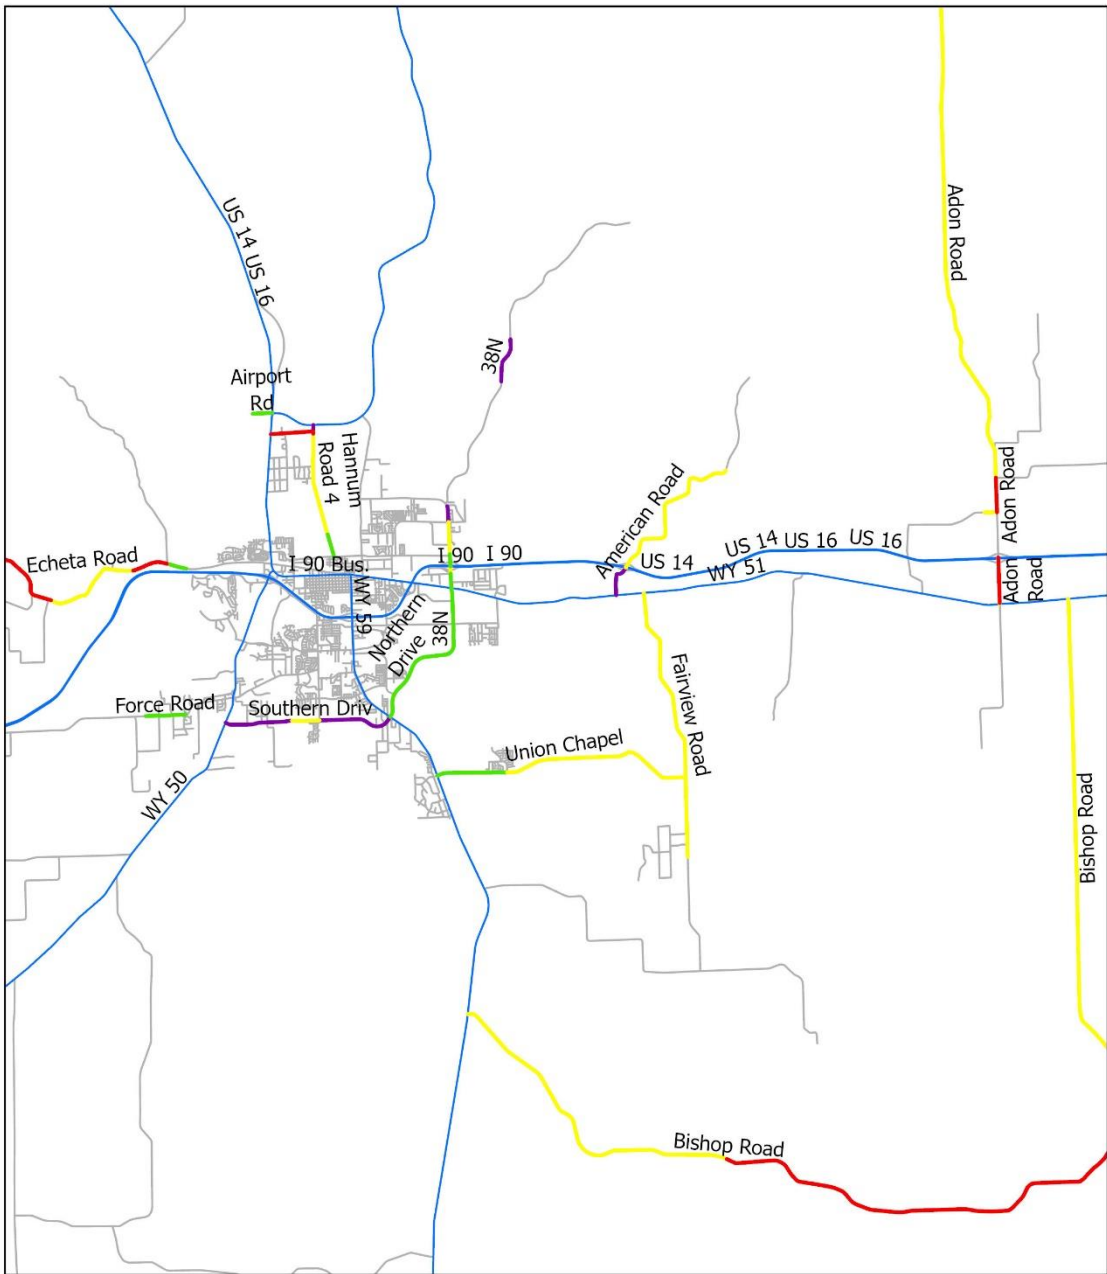 US 14 US 16
Adon Road
38N
Airport
Rd
Hannum
Road 4
American Road
Adon Road
Echeta Road
I 90 Bus.
I 90
I 90
US 14
US 14
US 16
US 16
WY 51
Adon
Road
WY 59
Northern
Drive
38N
Force Road
Southern Driv
Union Chapel
Fairview Road
WY 50
Bishop Road
Bishop Road